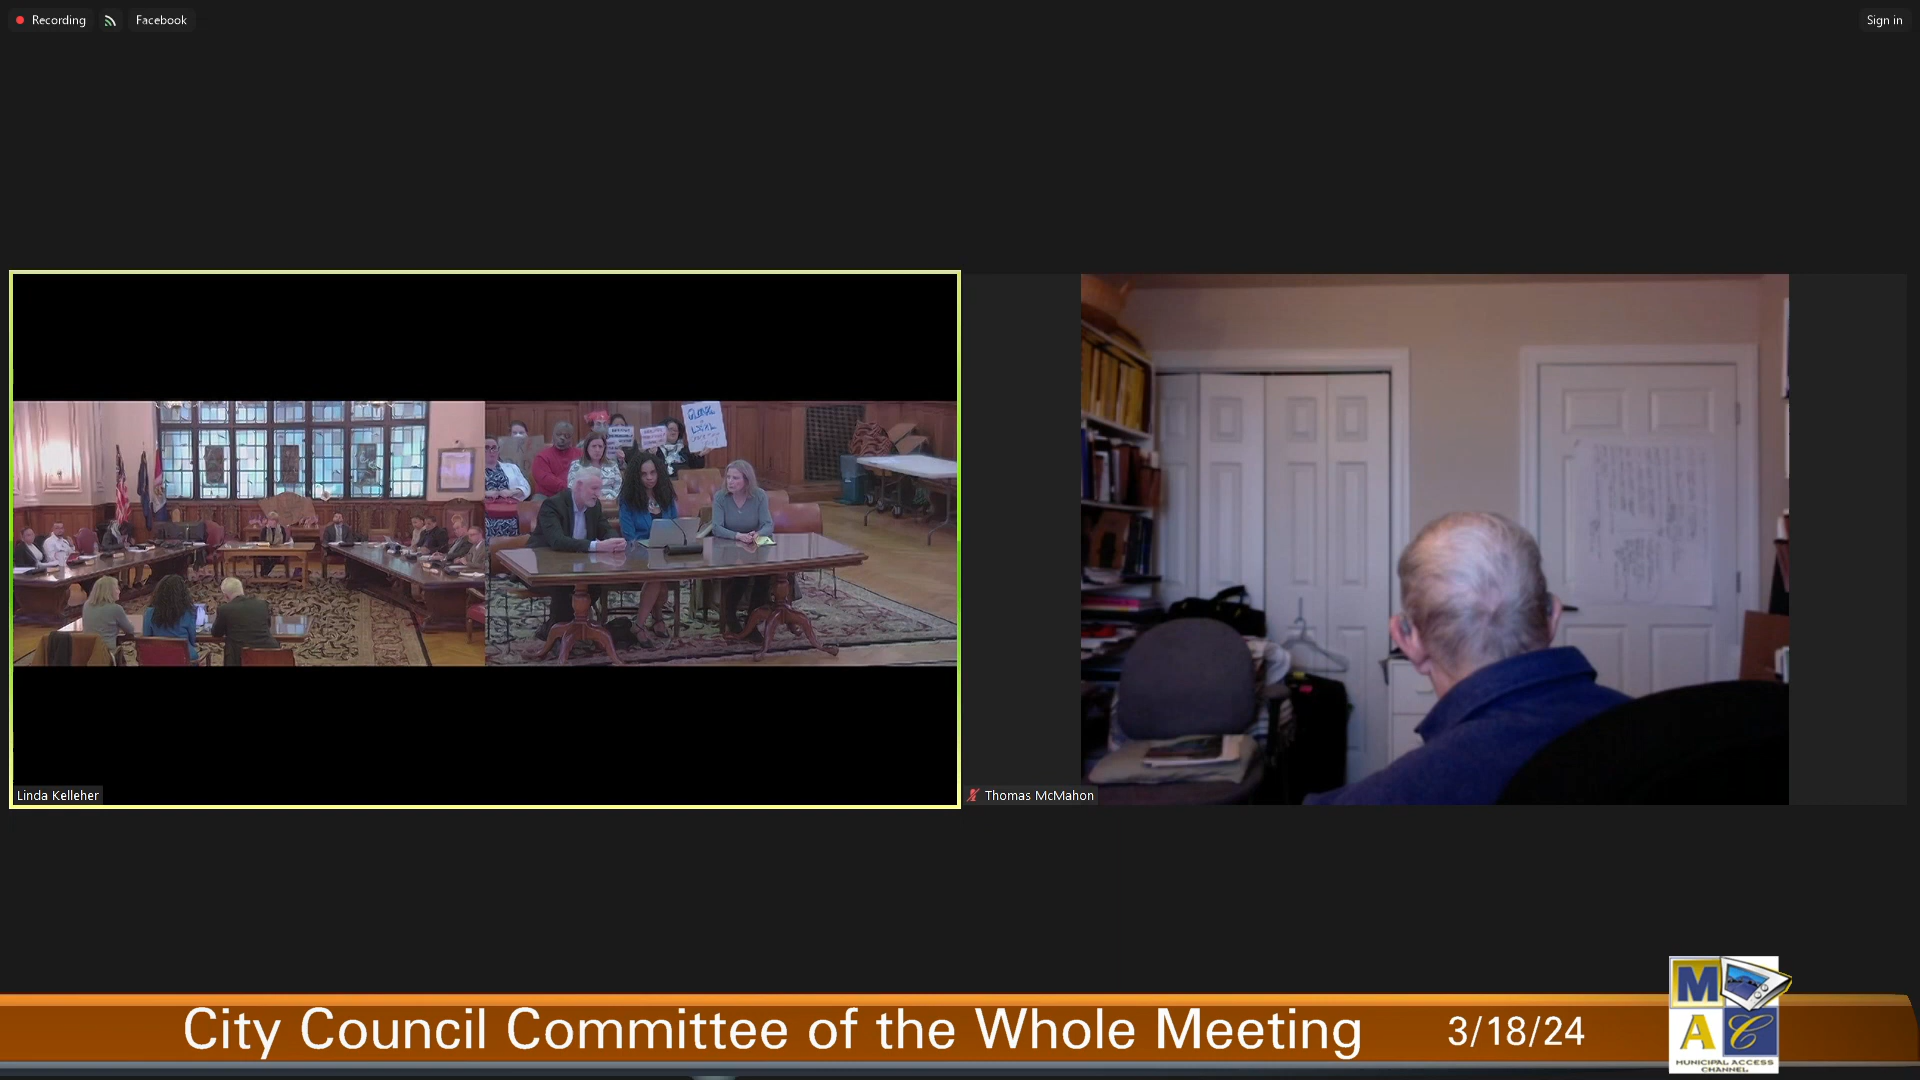 Recording
Facebook
Sign in
Linda Kelleher
Thomas McMahon
City Council Committee of the Whole Meeting
3/18/24
M
A C
MUNICIPAL ACCESS
CHANNEL